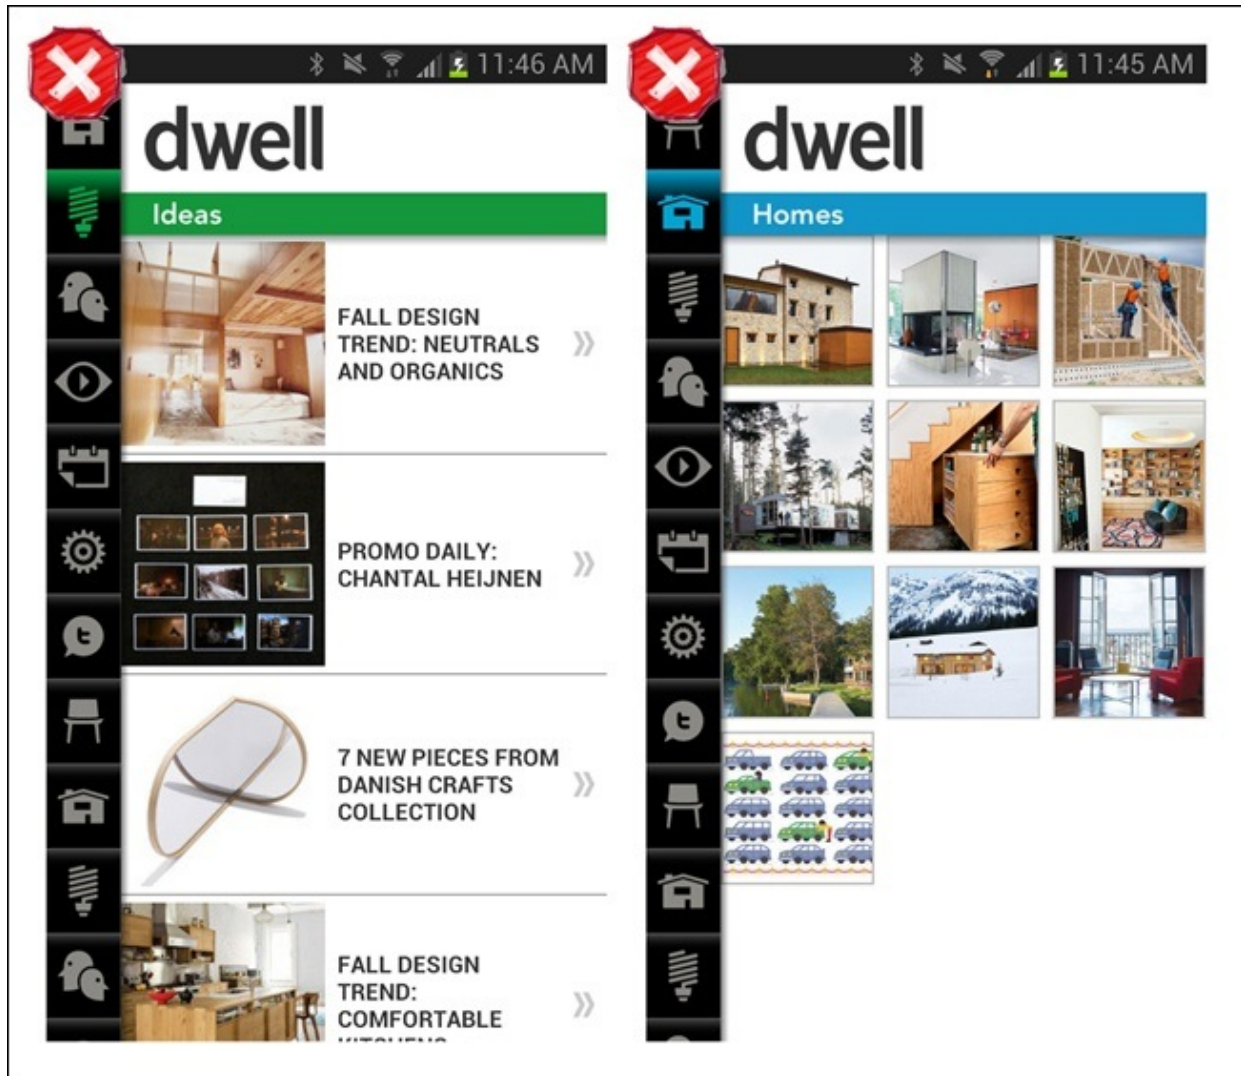 11:46 AM
dwell
Ideas
FALL DESIGN
TREND: NEUTRALS
AND ORGANICS
PROMO DAILY:
CHANTAL HEIJNEN
7 NEW PIECES FROM
DANISH CRAFTS
COLLECTION
FALL DESIGN
TREND:
COMFORTABLE
KITCHENS
11:45 AM
dwell
Homes